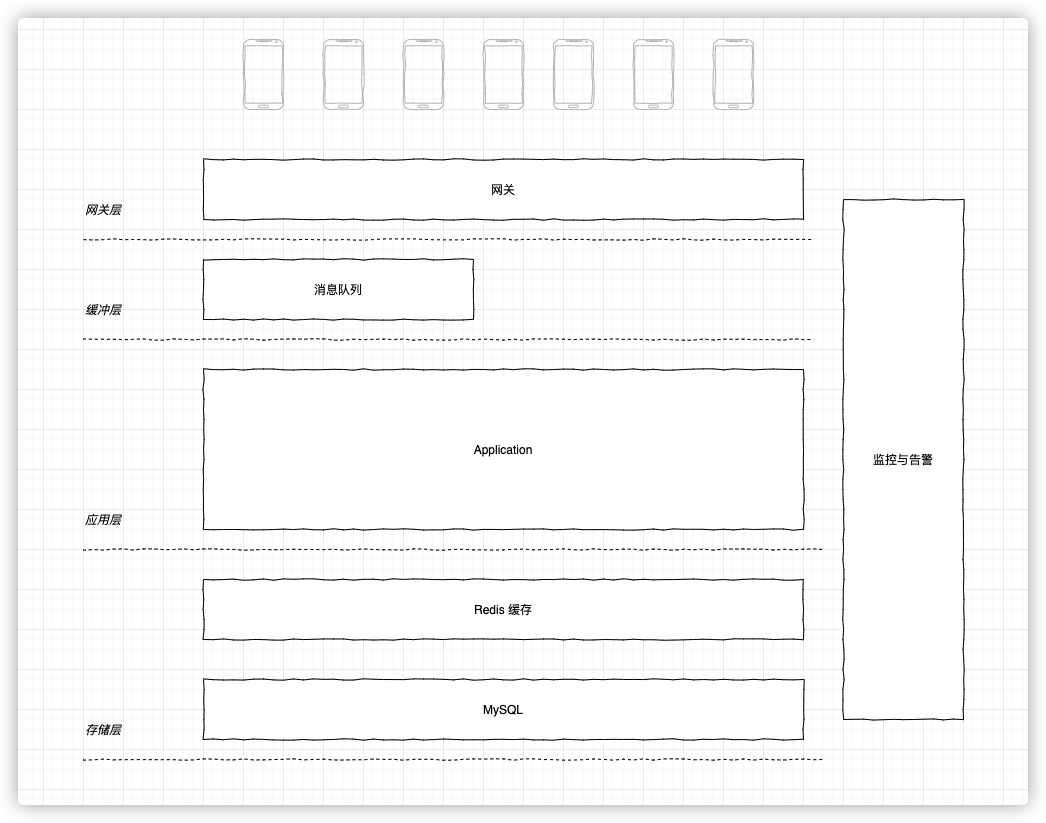 网关
网关层
消息队列
缓冲层
Application
监控与告警
应用层
Redis 缓存
MySQL
存储层